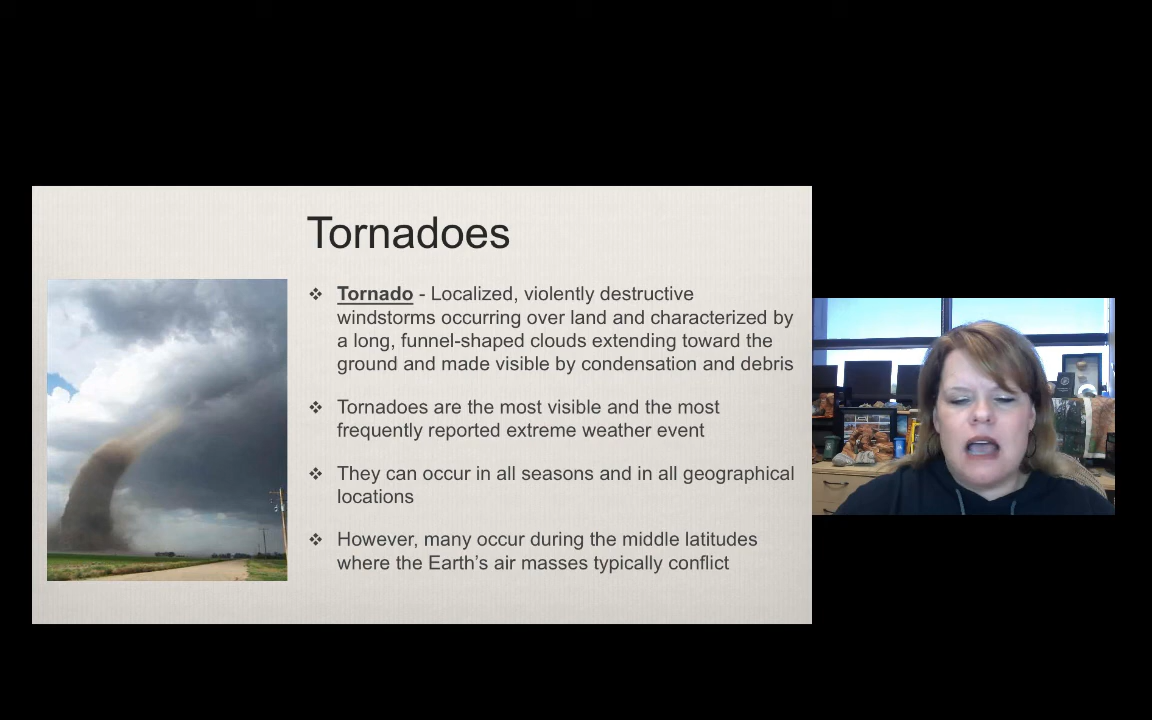 Tornadoes
❖ Tornado - Localized, violently destructive
windstorms occurring over land and characterized by
a long, funnel-shaped clouds extending toward the
ground and made visible by condensation and debris
❖ Tornadoes are the most visible and the most
frequently reported extreme weather event
❖ They can occur in all seasons and in all geographical
locations
❖ However, many occur during the middle latitudes
where the Earth's air masses typically conflict